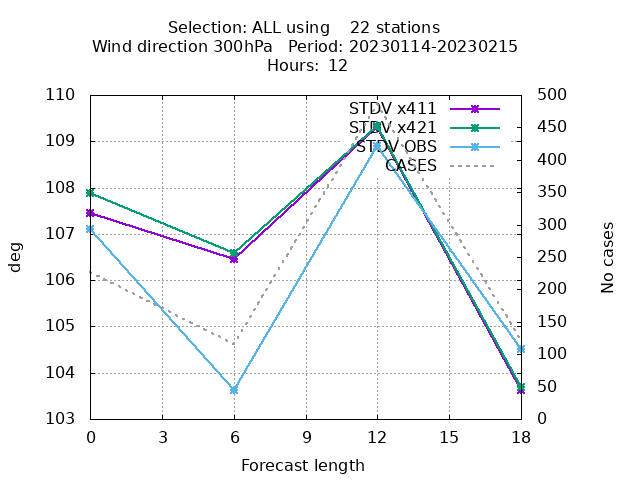 Selection: ALL using    22 stations
Wind direction 300hPa   Period: 20230114-20230215
Hours:  12
STDV x411
STDV x421
STDV OBS
CASES
110
109
108
107
106
105
104
103
deg
500
450
400
350
300
250
200
150
100
50
0
No cases
0 3 6 9 12 15 18
Forecast length